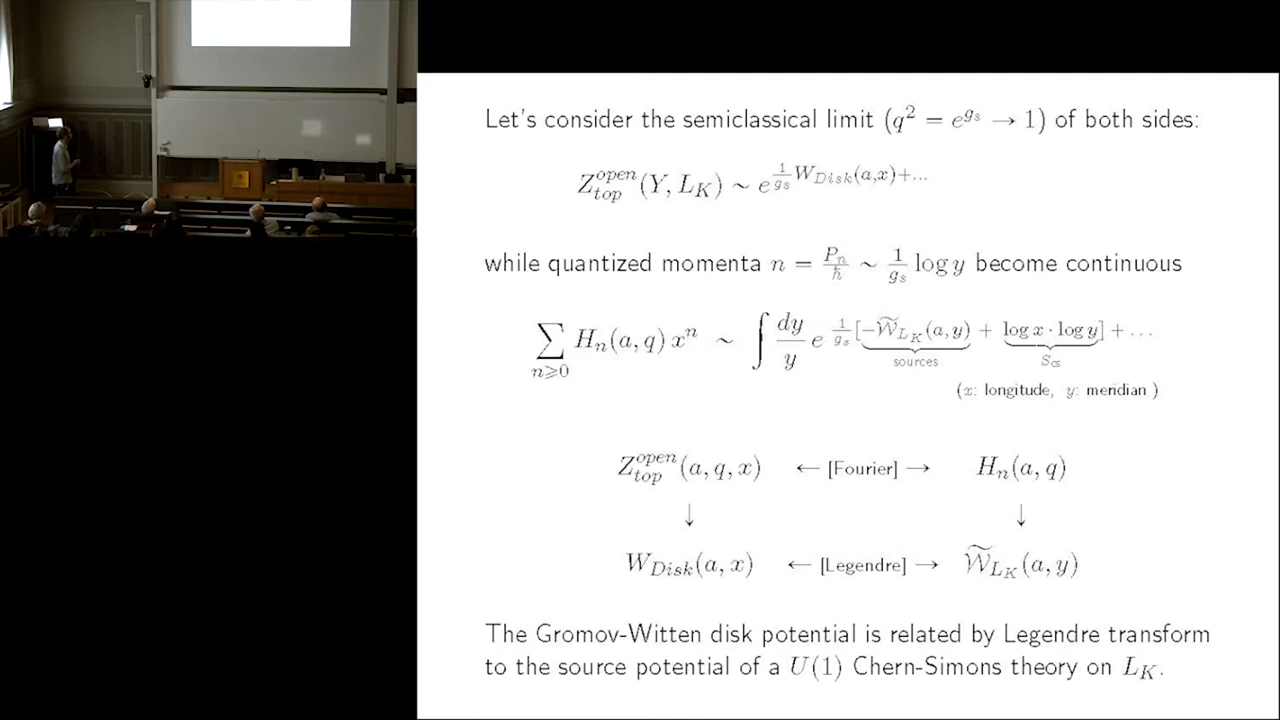 Let's consider the semiclassical limit (q² = e^{g_s} → 1) of both sides:
Z_{top}^{open}(Y, L_K) ∼ e^{\frac{1}{g_s} W_{Disk}(a,x)+...}
while quantized momenta n = \frac{P_n}{ℏ} ∼ \frac{1}{g_s} log y become continuous
\sum_{n⩾0} H_n(a, q) x^n ∼ ∫ \frac{dy}{y} e^{\frac{1}{g_s}[\underbrace{-\widetilde{W}_{L_K}(a,y)}_{sources} + \underbrace{log x · log y}_{S_{CS}}] + ...}
(x: longitude, y: meridian )
Z_{top}^{open}(a, q, x) ← [Fourier] → H_n(a, q)
↓ ↓
W_{Disk}(a, x) ← [Legendre] → \widetilde{W}_{L_K}(a, y)
The Gromov-Witten disk potential is related by Legendre transform
to the source potential of a U(1) Chern-Simons theory on L_K.